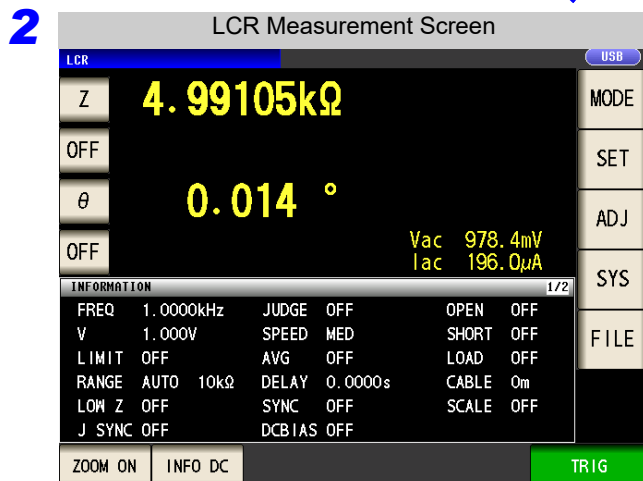 2
LCR Measurement Screen
LCR
USB
Z
4.99105kΩ
MODE
OFF
SET
θ
0.014 °
ADJ
OFF
Vac 978.4mV
Iac 196.0μA
SYS
INFORMATION 1/2
FREQ 1.0000kHz JUDGE OFF OPEN OFF
V 1.000V SPEED MED SHORT OFF
FILE
LIMIT OFF AVG OFF LOAD OFF
RANGE AUTO 10kΩ DELAY 0.0000s CABLE 0m
LOW Z OFF SYNC OFF SCALE OFF
J SYNC OFF DCBIAS OFF
ZOOM ON INFO DC TRIG